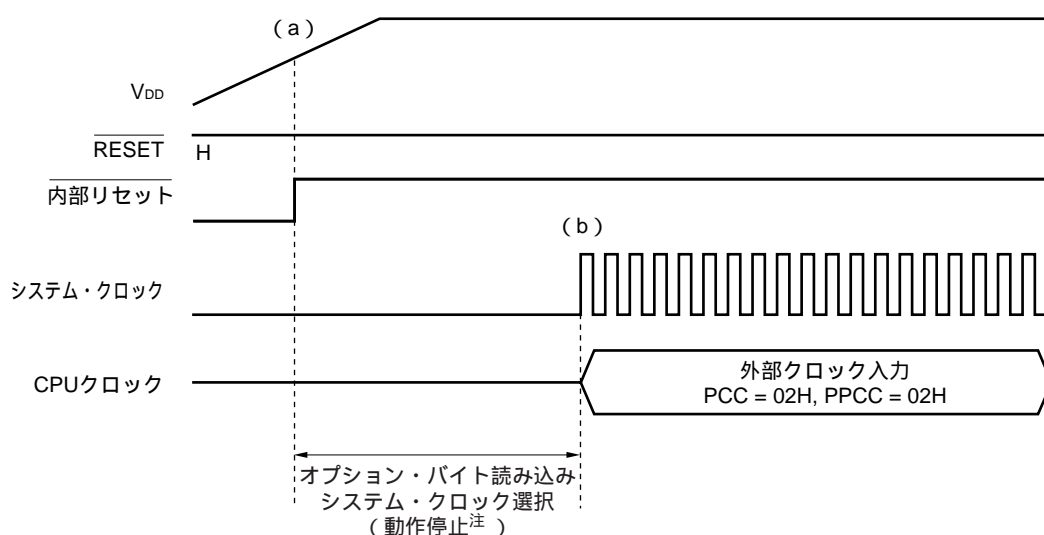 (a)
VDD
RESET
H
内部リセット
(b)
システム・クロック
CPUクロック
外部クロック入力
PCC = 02H, PPCC = 02H
オプション・バイト読み込み
システム・クロック選択
(動作停止注)